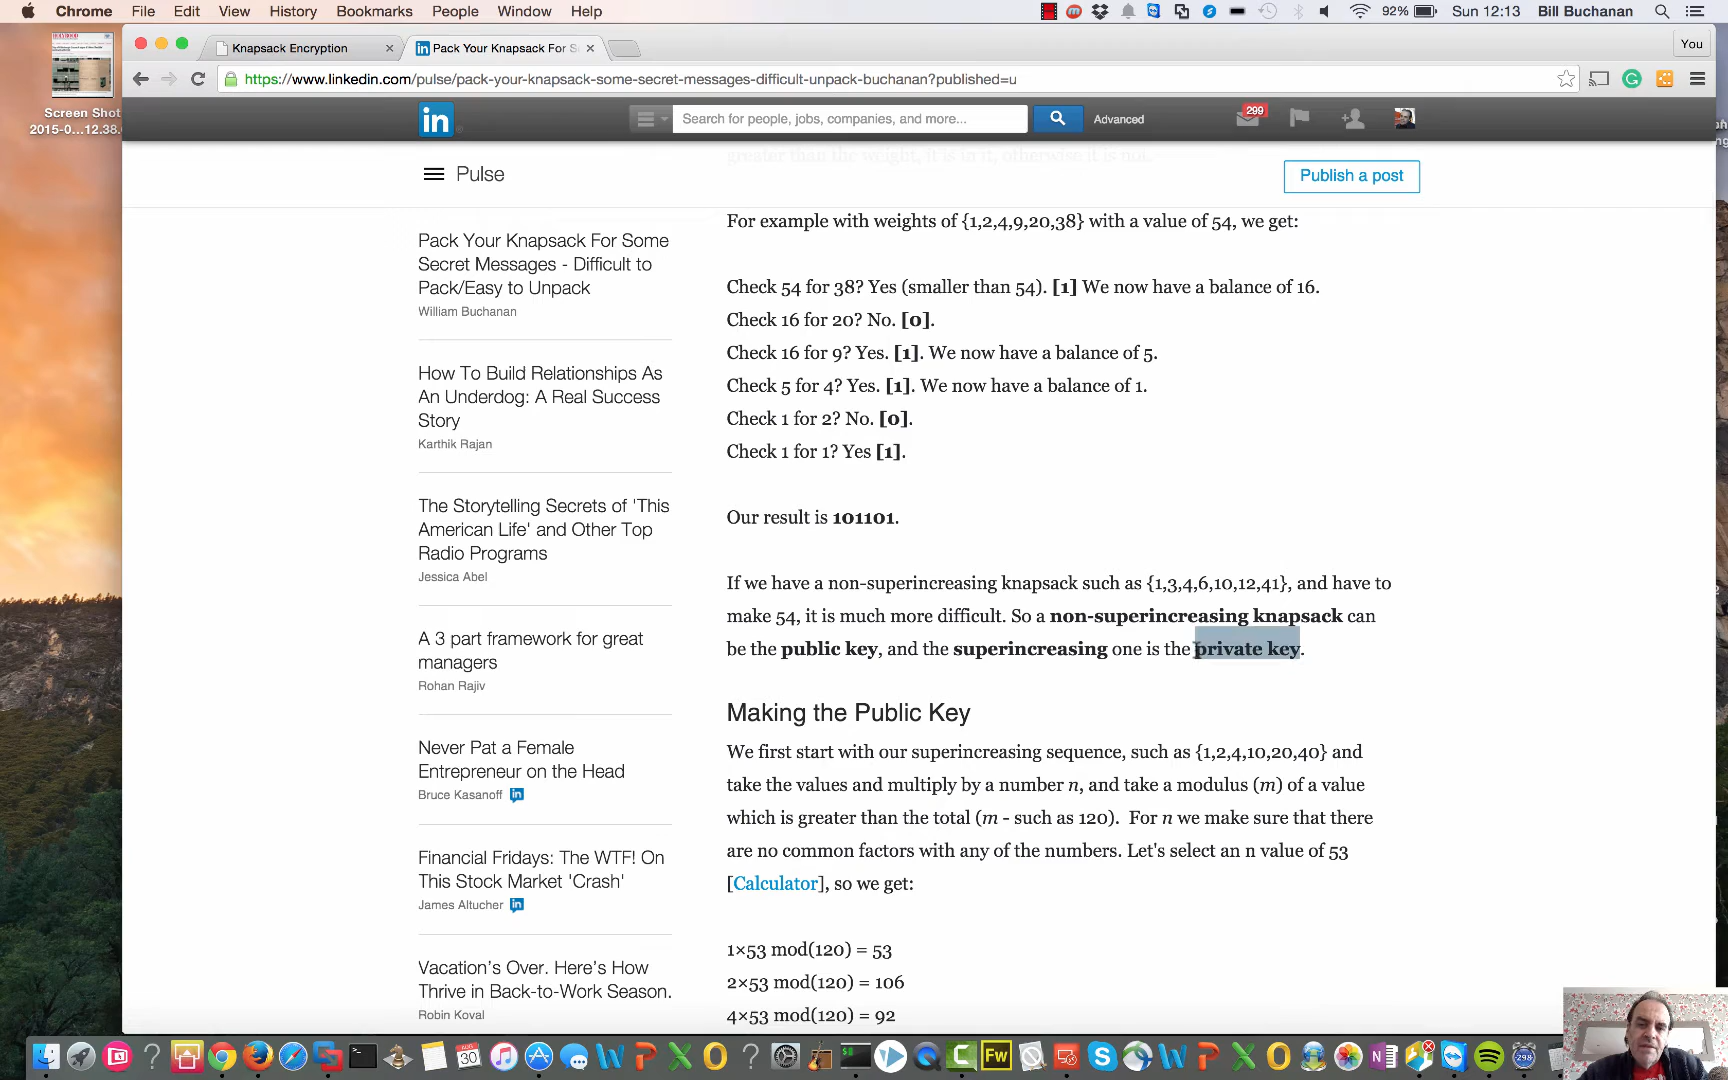 Chrome File Edit View History Bookmarks People Window Help
92% Sun 12:13 Bill Buchanan
Knapsack Encryption
Pack Your Knapsack For S
You
https://www.linkedin.com/pulse/pack-your-knapsack-some-secret-messages-difficult-unpack-buchanan?published=u
Screen Shot
2015-0...12.38.
in
Search for people, jobs, companies, and more...
Advanced
299
greater than the weight, it is in it, otherwise it is not.
Pulse
Publish a post
Pack Your Knapsack For Some
Secret Messages - Difficult to
Pack/Easy to Unpack
William Buchanan
How To Build Relationships As
An Underdog: A Real Success
Story
Karthik Rajan
The Storytelling Secrets of 'This
American Life' and Other Top
Radio Programs
Jessica Abel
A 3 part framework for great
managers
Rohan Rajiv
Never Pat a Female
Entrepreneur on the Head
Bruce Kasanoff in
Financial Fridays: The WTF! On
This Stock Market 'Crash'
James Altucher in
Vacation's Over. Here's How
Thrive in Back-to-Work Season.
Robin Koval
For example with weights of {1,2,4,9,20,38} with a value of 54, we get:
Check 54 for 38? Yes (smaller than 54). [1] We now have a balance of 16.
Check 16 for 20? No. [0].
Check 16 for 9? Yes. [1]. We now have a balance of 5.
Check 5 for 4? Yes. [1]. We now have a balance of 1.
Check 1 for 2? No. [0].
Check 1 for 1? Yes [1].
Our result is 101101.
If we have a non-superincreasing knapsack such as {1,3,4,6,10,12,41}, and have to
make 54, it is much more difficult. So a non-superincreasing knapsack can
be the public key, and the superincreasing one is the private key.
Making the Public Key
We first start with our superincreasing sequence, such as {1,2,4,10,20,40} and
take the values and multiply by a number n, and take a modulus (m) of a value
which is greater than the total (m - such as 120). For n we make sure that there
are no common factors with any of the numbers. Let's select an n value of 53
[Calculator], so we get:
1×53 mod(120) = 53
2×53 mod(120) = 106
4×53 mod(120) = 92